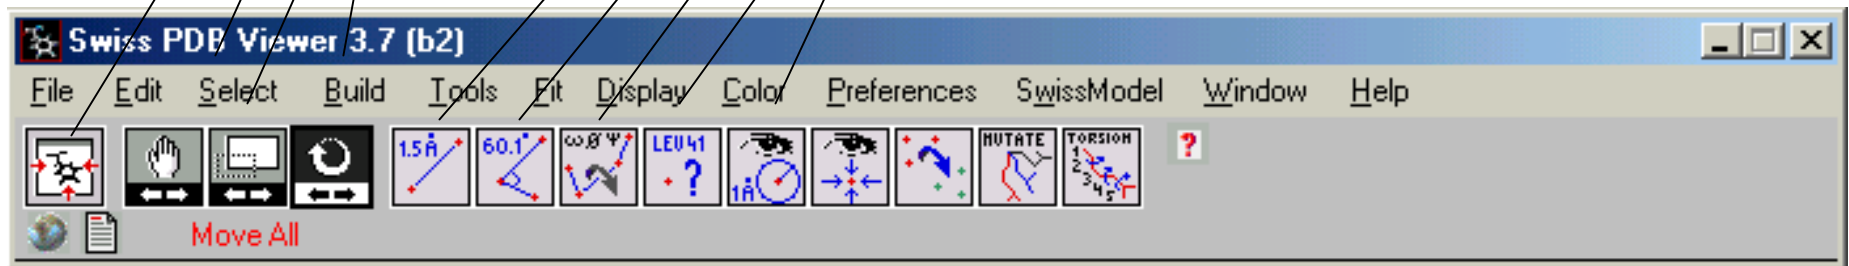 Swiss PDB Viewer 3.7 (b2)
File Edit Select Build Tools Fit Display Color Preferences SwissModel Window Help
1.5Å 60.1° ω Ø Ψ LEU41 ? 1Å MUTATE TORSION 1 2 3 4 5 ?
Move All